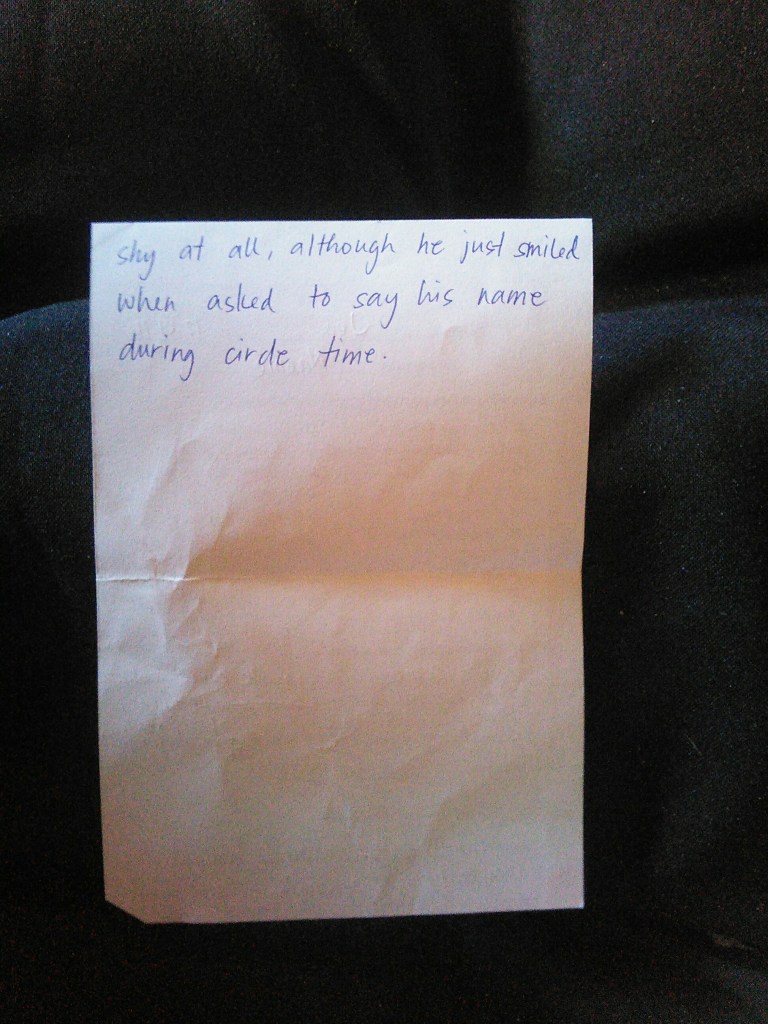 shy at all, although he just smiled
when asked to say his name
during circle time.